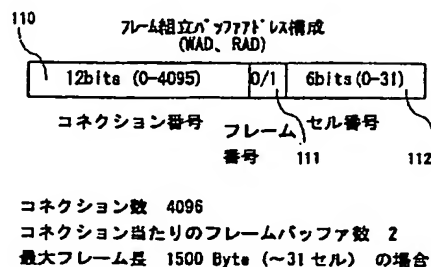 110
フレーム組立バッファアドレス構成
(WAD、RAD)
12bits (0-4095) 0/1 6bits(0-31)
コネクション番号 フレーム番号 セル番号
111 112
コネクション数 4096
コネクション当たりのフレームバッファ数 2
最大フレーム長 1500 Byte (～31セル) の場合